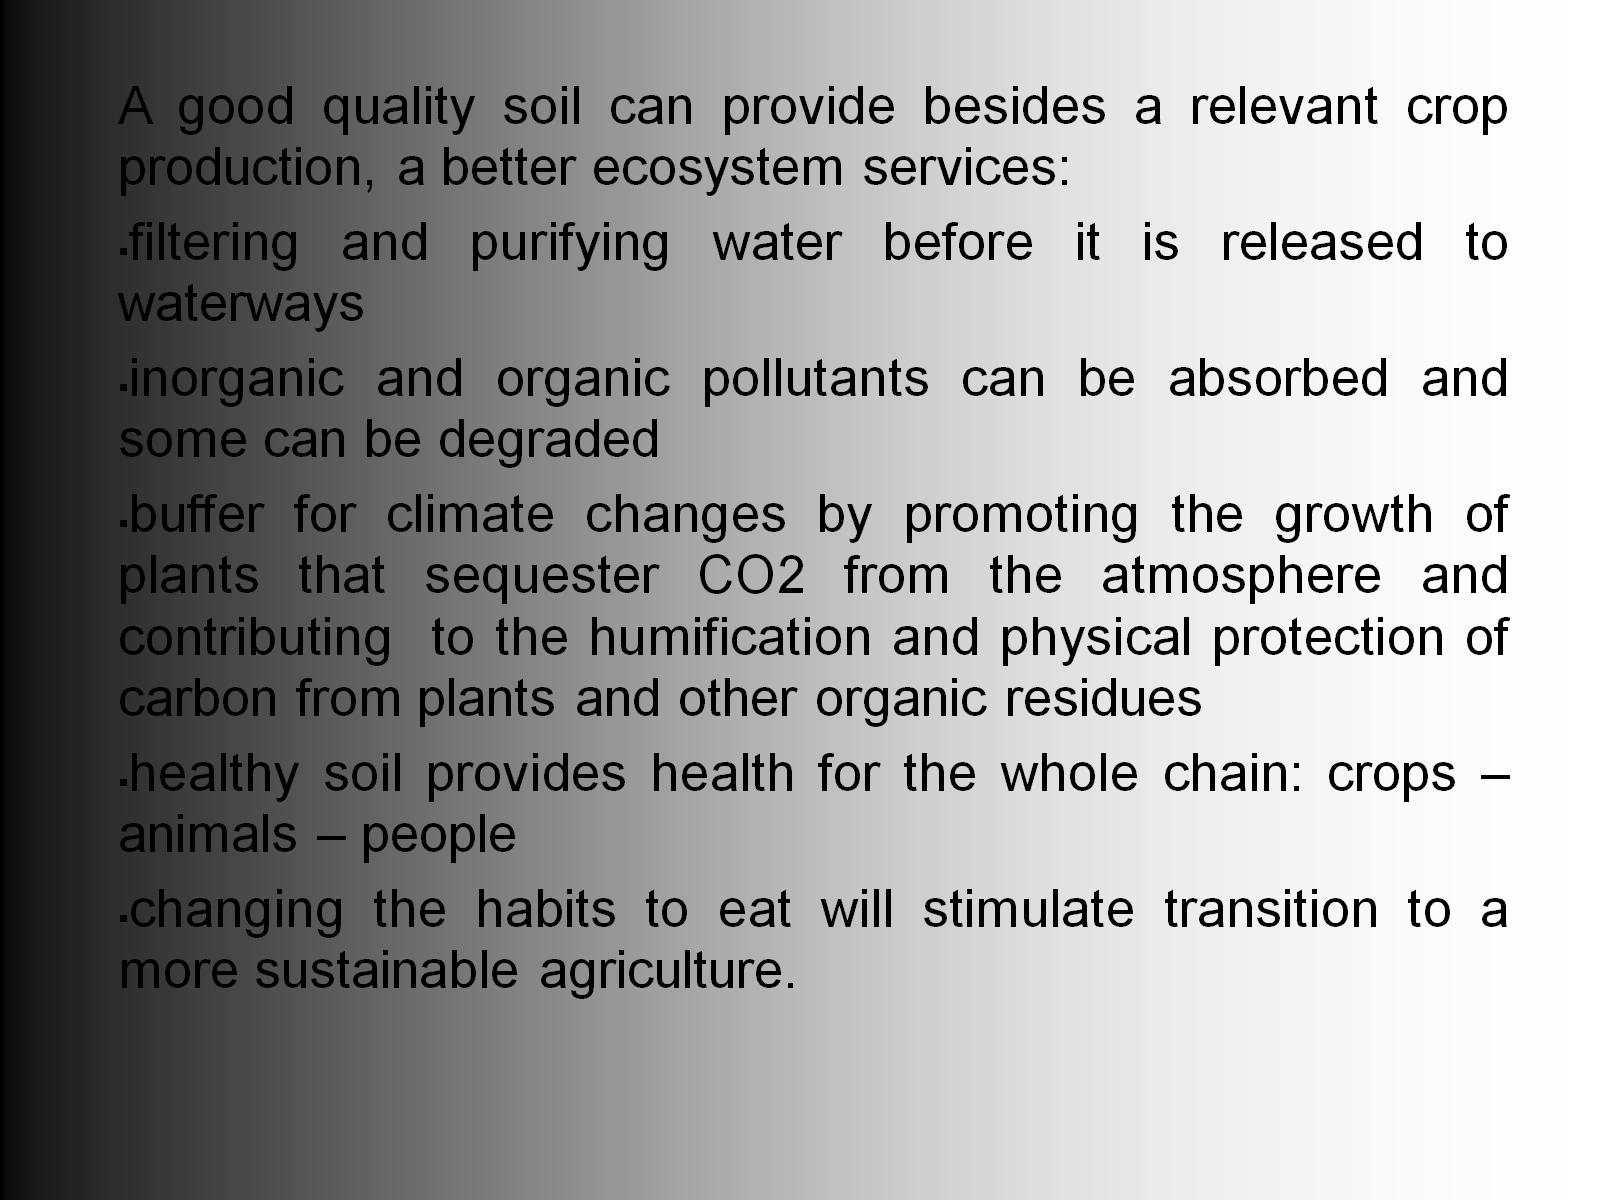 A good quality soil can provide besides a relevant crop
production, a better ecosystem services:
▪filtering and purifying water before it is released to
waterways
▪inorganic and organic pollutants can be absorbed and
some can be degraded
▪buffer for climate changes by promoting the growth of
plants that sequester CO2 from the atmosphere and
contributing  to the humification and physical protection of
carbon from plants and other organic residues
▪healthy soil provides health for the whole chain: crops –
animals – people
▪changing the habits to eat will stimulate transition to a
more sustainable agriculture.